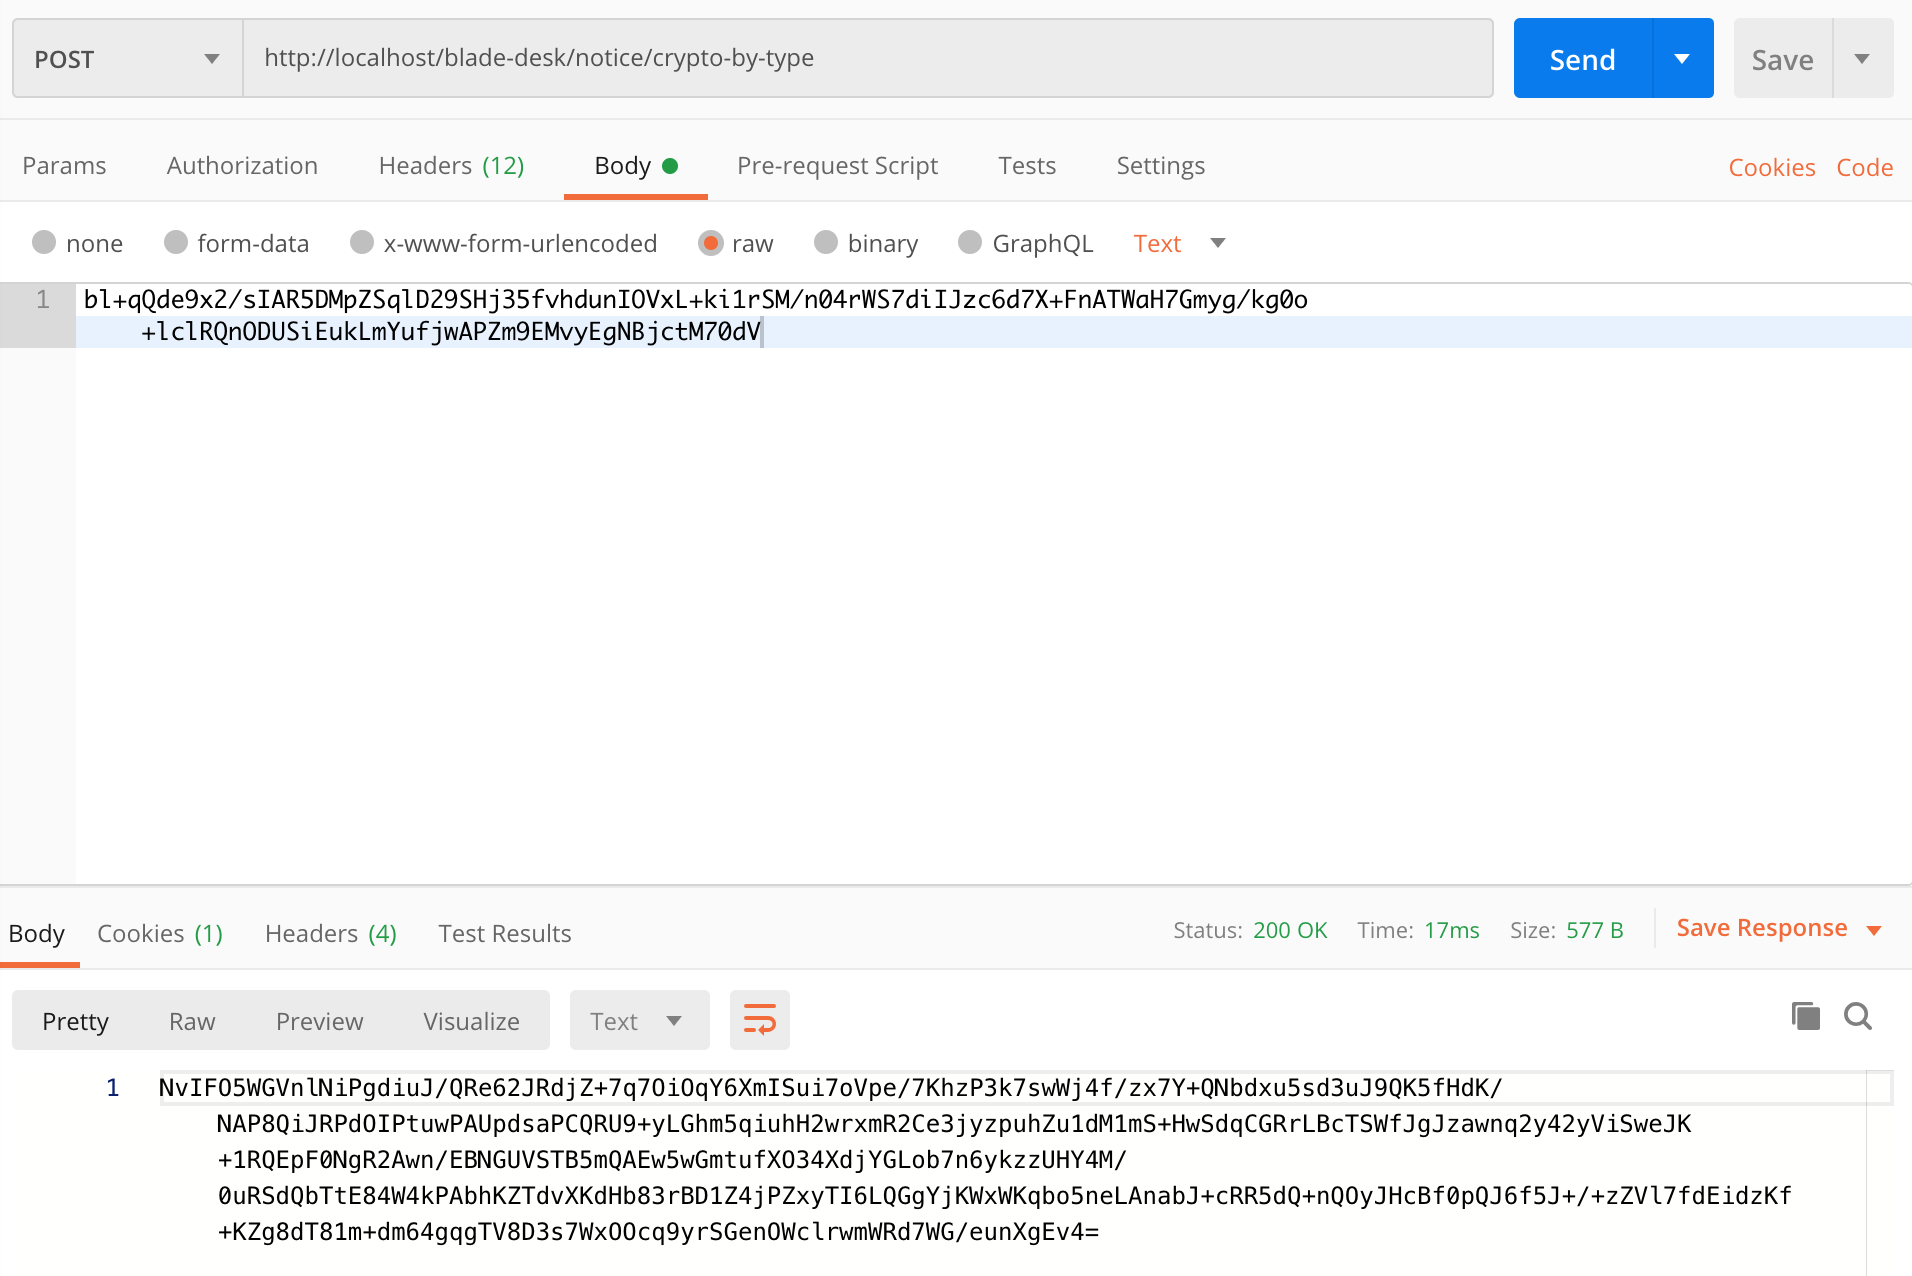 POST
http://localhost/blade-desk/notice/crypto-by-type
Send
Save
Params
Authorization
Headers (12)
Body
Pre-request Script
Tests
Settings
Cookies
Code
none
form-data
x-www-form-urlencoded
raw
binary
GraphQL
Text
1
bl+qQde9x2/sIAR5DMpZSqlD29SHj35fvhdunIOVxL+ki1rSM/n04rWS7diIJzc6d7X+FnATWaH7Gmyg/kg0o
+lclRQnODUSiEukLmYufjwAPZm9EMvyEgNBjctM70dV
Body
Cookies (1)
Headers (4)
Test Results
Status: 200 OK
Time: 17ms
Size: 577 B
Save Response
Pretty
Raw
Preview
Visualize
Text
1
NvIFO5WGVnlNiPgdiuJ/QRe62JRdjZ+7q7OiOqY6XmISui7oVpe/7KhzP3k7swWj4f/zx7Y+QNbdxu5sd3uJ9QK5fHdK/
NAP8QiJRPdOIPtuwPAUpdsaPCQRU9+yLGhm5qiuhH2wrxmR2Ce3jyzpuhZu1dM1mS+HwSdqCGRrLBcTSWfJgJzawnq2y42yViSweJK
+1RQEpF0NgR2Awn/EBNGUVSTB5mQAEw5wGmtufXO34XdjYGLob7n6ykzzUHY4M/
0uRSdQbTtE84W4kPAbhKZTdvXKdHb83rBD1Z4jPZxyTI6LQGgYjKWxWKqbo5neLAnabJ+cRR5dQ+nQOyJHcBf0pQJ6f5J+/+zZVl7fdEidzKf
+KZg8dT81m+dm64gqgTV8D3s7WxOOcq9yrSGenOWclrwmWRd7WG/eunXgEv4=